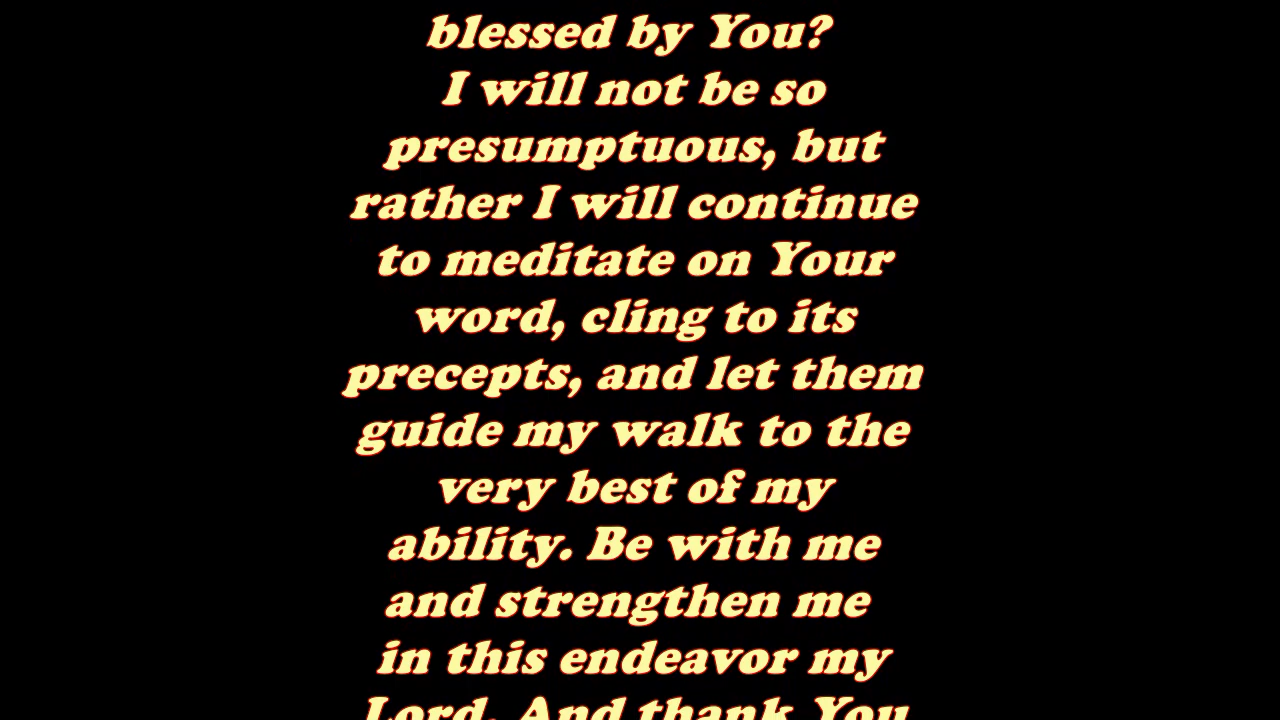 blessed by You?
I will not be so
presumptuous, but
rather I will continue
to meditate on Your
word, cling to its
precepts, and let them
guide my walk to the
very best of my
ability. Be with me
and strengthen me
in this endeavor my
Lord. And thank You